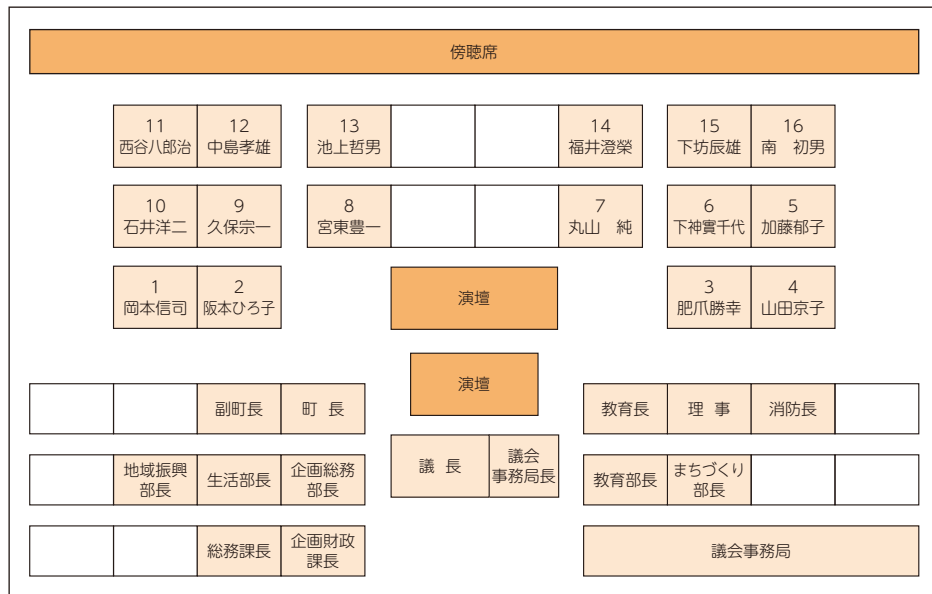 傍聴席
11 12 13 14 15 16
西谷八郎治 中島孝雄 池上哲男 福井澄榮 下坊辰雄 南 初男
10 9 8 7 6 5
石井洋二 久保宗一 宮東豊一 丸山 純 下神實千代 加藤郁子
1 2 3 4
岡本信司 阪本ひろ子 肥爪勝幸 山田京子
演壇
演壇
副町長 町 長 教育長 理 事 消防長
議 長
議会
事務局長
地域振興
部長
生活部長
企画総務
部長
教育部長
まちづくり
部長
総務課長
企画財政
課長
議会事務局